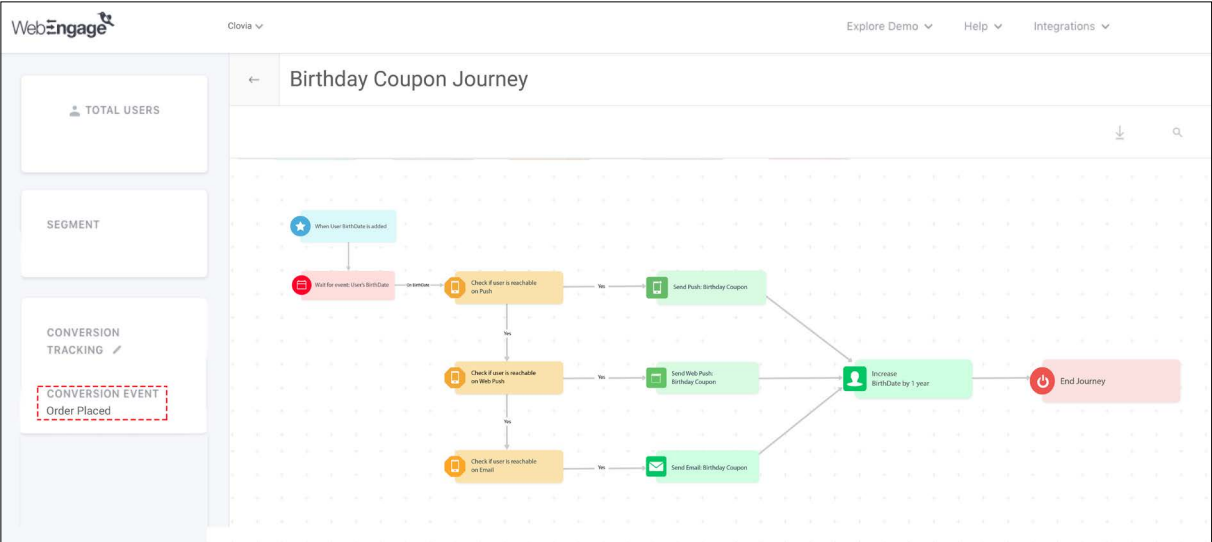 WebEngage
Clovia
Explore Demo
Help
Integrations
Birthday Coupon Journey
TOTAL USERS
SEGMENT
CONVERSION
TRACKING
CONVERSION EVENT
Order Placed
When User BirthDate is added
Wait for event: User's BirthDate
On BirthDate
Check if user is reachable
on Push
Yes
Send Push: Birthday Coupon
Yes
Check if user is reachable
on Web Push
Yes
Send Web Push:
Birthday Coupon
Increase
BirthDate by 1 year
End Journey
Yes
Check if user is reachable
on Email
Yes
Send Email: Birthday Coupon